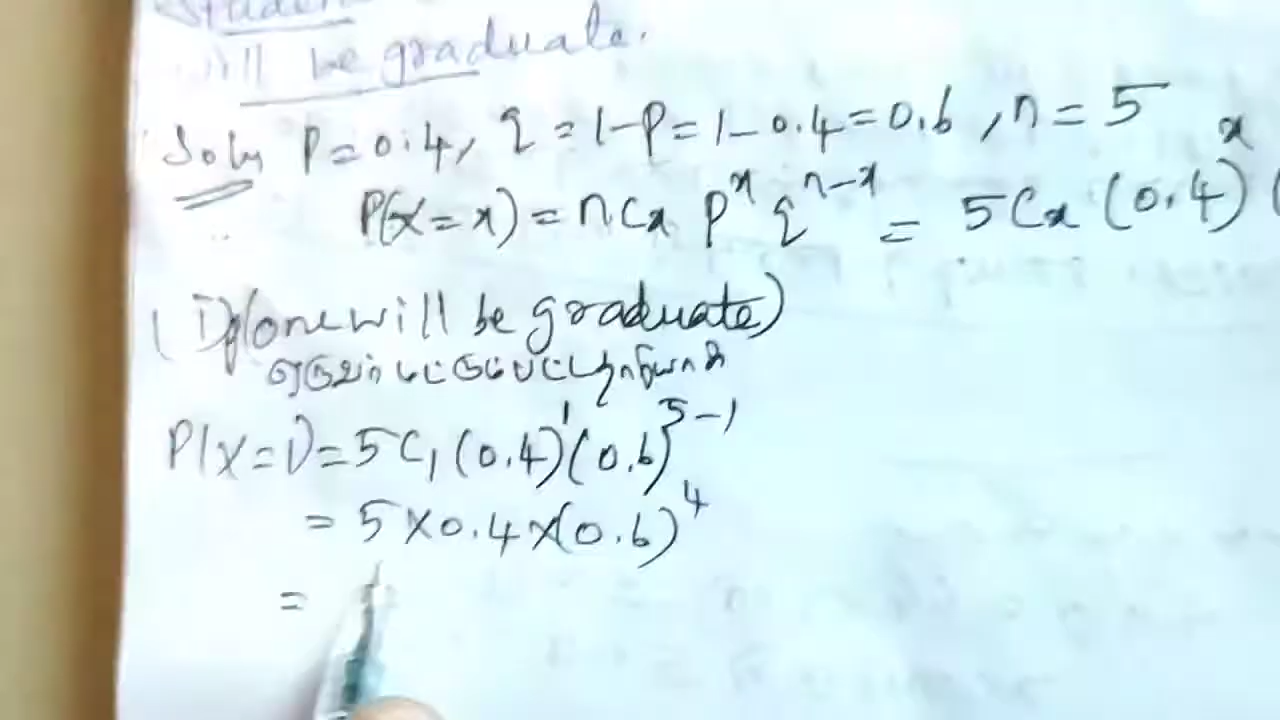 Student
will be graduate.
Soln P=0.4, q=1-P=1-0.4=0.6, n=5
P(X=x)=nCx p^x q^n-x = 5Cx (0.4)^x (
(i) P(one will be graduate)
P(X=1)=5C₁(0.4)^1(0.6)^5-1
=5×0.4×(0.6)^4
=